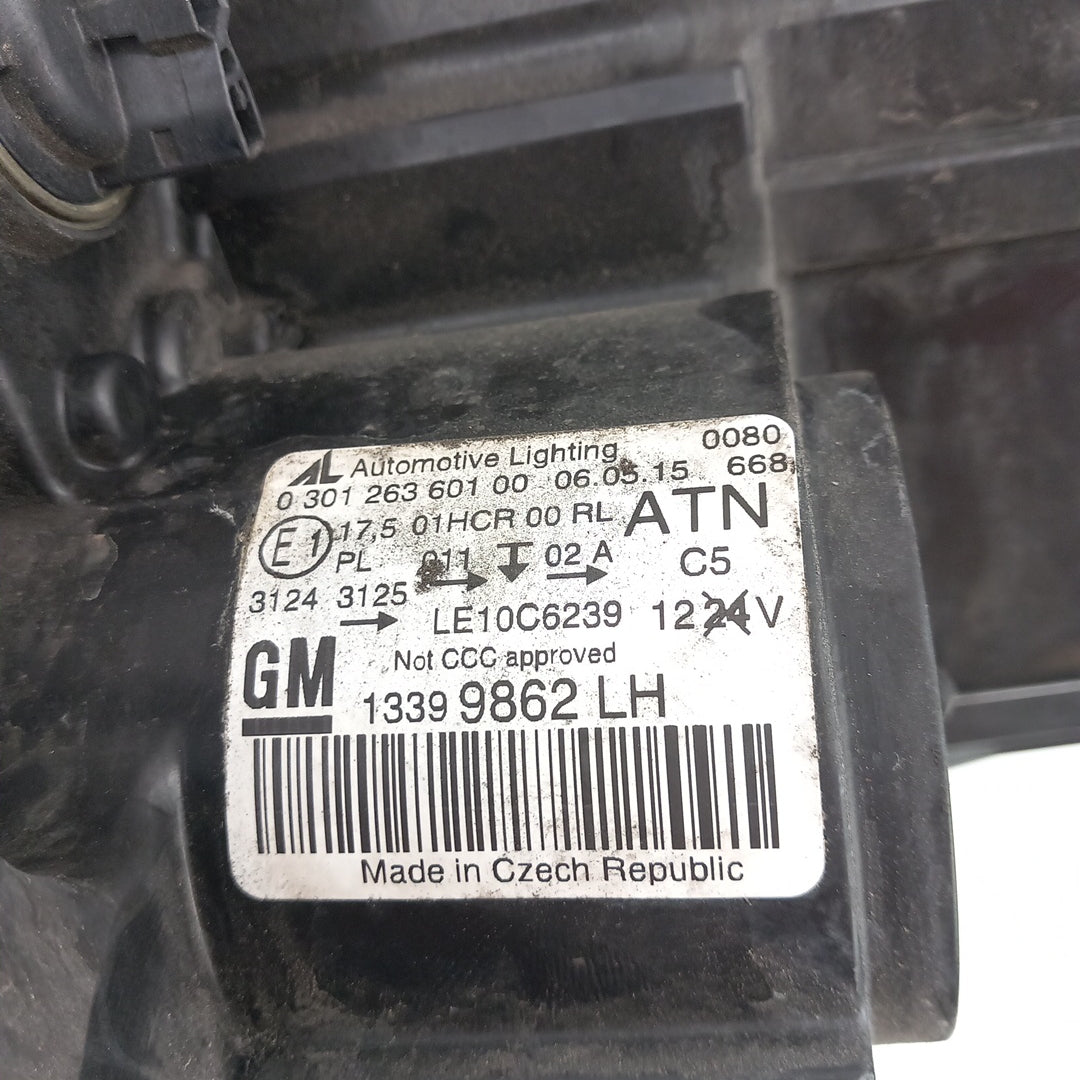 AL Automotive Lighting 0080
0 301 263 601 00 06.05.15 668
E1 17,5 01HCR 00 RL ATN
PL 011 02 A C5
3124 3125
LE10C6239 12 24 V
GM Not CCC approved
1339 9862 LH
Made in Czech Republic